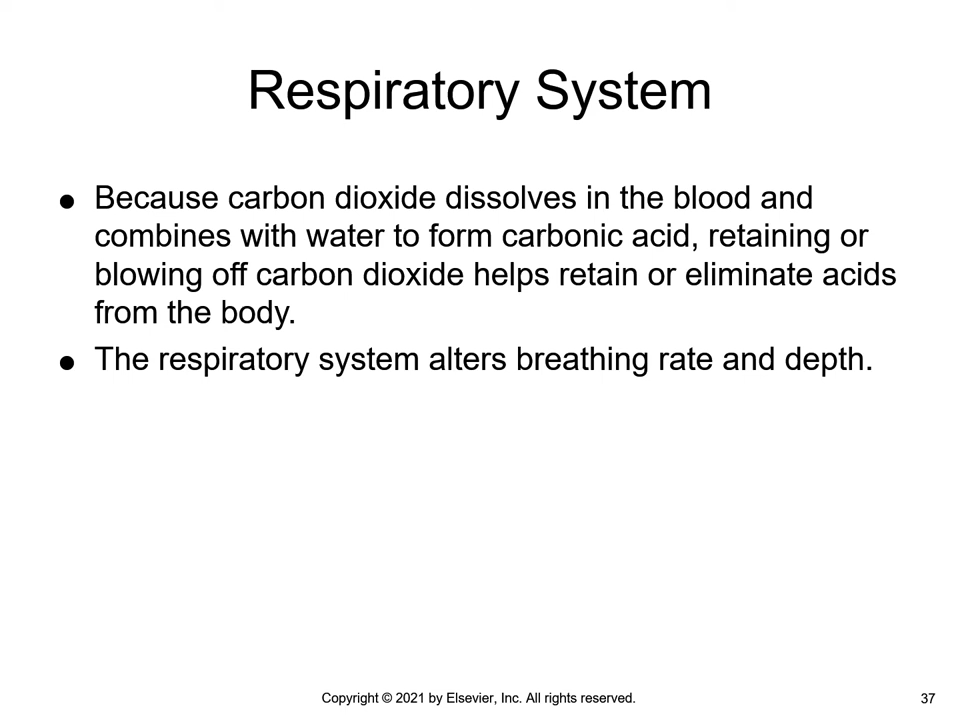 Respiratory System
● Because carbon dioxide dissolves in the blood and
combines with water to form carbonic acid, retaining or
blowing off carbon dioxide helps retain or eliminate acids
from the body.
● The respiratory system alters breathing rate and depth.
Copyright © 2021 by Elsevier, Inc. All rights reserved.
37